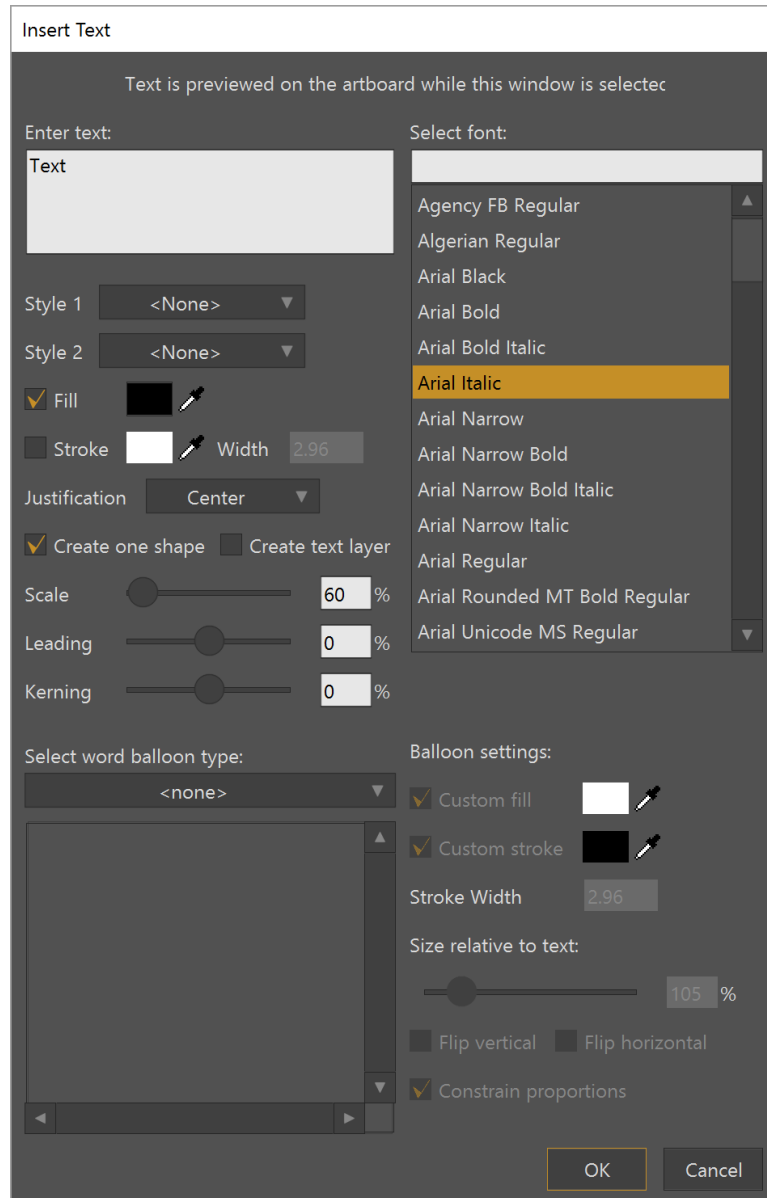 Insert Text
Text is previewed on the artboard while this window is selected
Enter text:
Text
Select font:
Agency FB Regular
Algerian Regular
Arial Black
Arial Bold
Arial Bold Italic
Arial Italic
Arial Narrow
Arial Narrow Bold
Arial Narrow Bold Italic
Arial Narrow Italic
Arial Regular
Arial Rounded MT Bold Regular
Arial Unicode MS Regular
Style 1 <None>
Style 2 <None>
Fill
Stroke Width 2.96
Justification Center
Create one shape Create text layer
Scale 60 %
Leading 0 %
Kerning 0 %
Select word balloon type:
<none>
Balloon settings:
Custom fill
Custom stroke
Stroke Width 2.96
Size relative to text:
105 %
Flip vertical Flip horizontal
Constrain proportions
OK Cancel